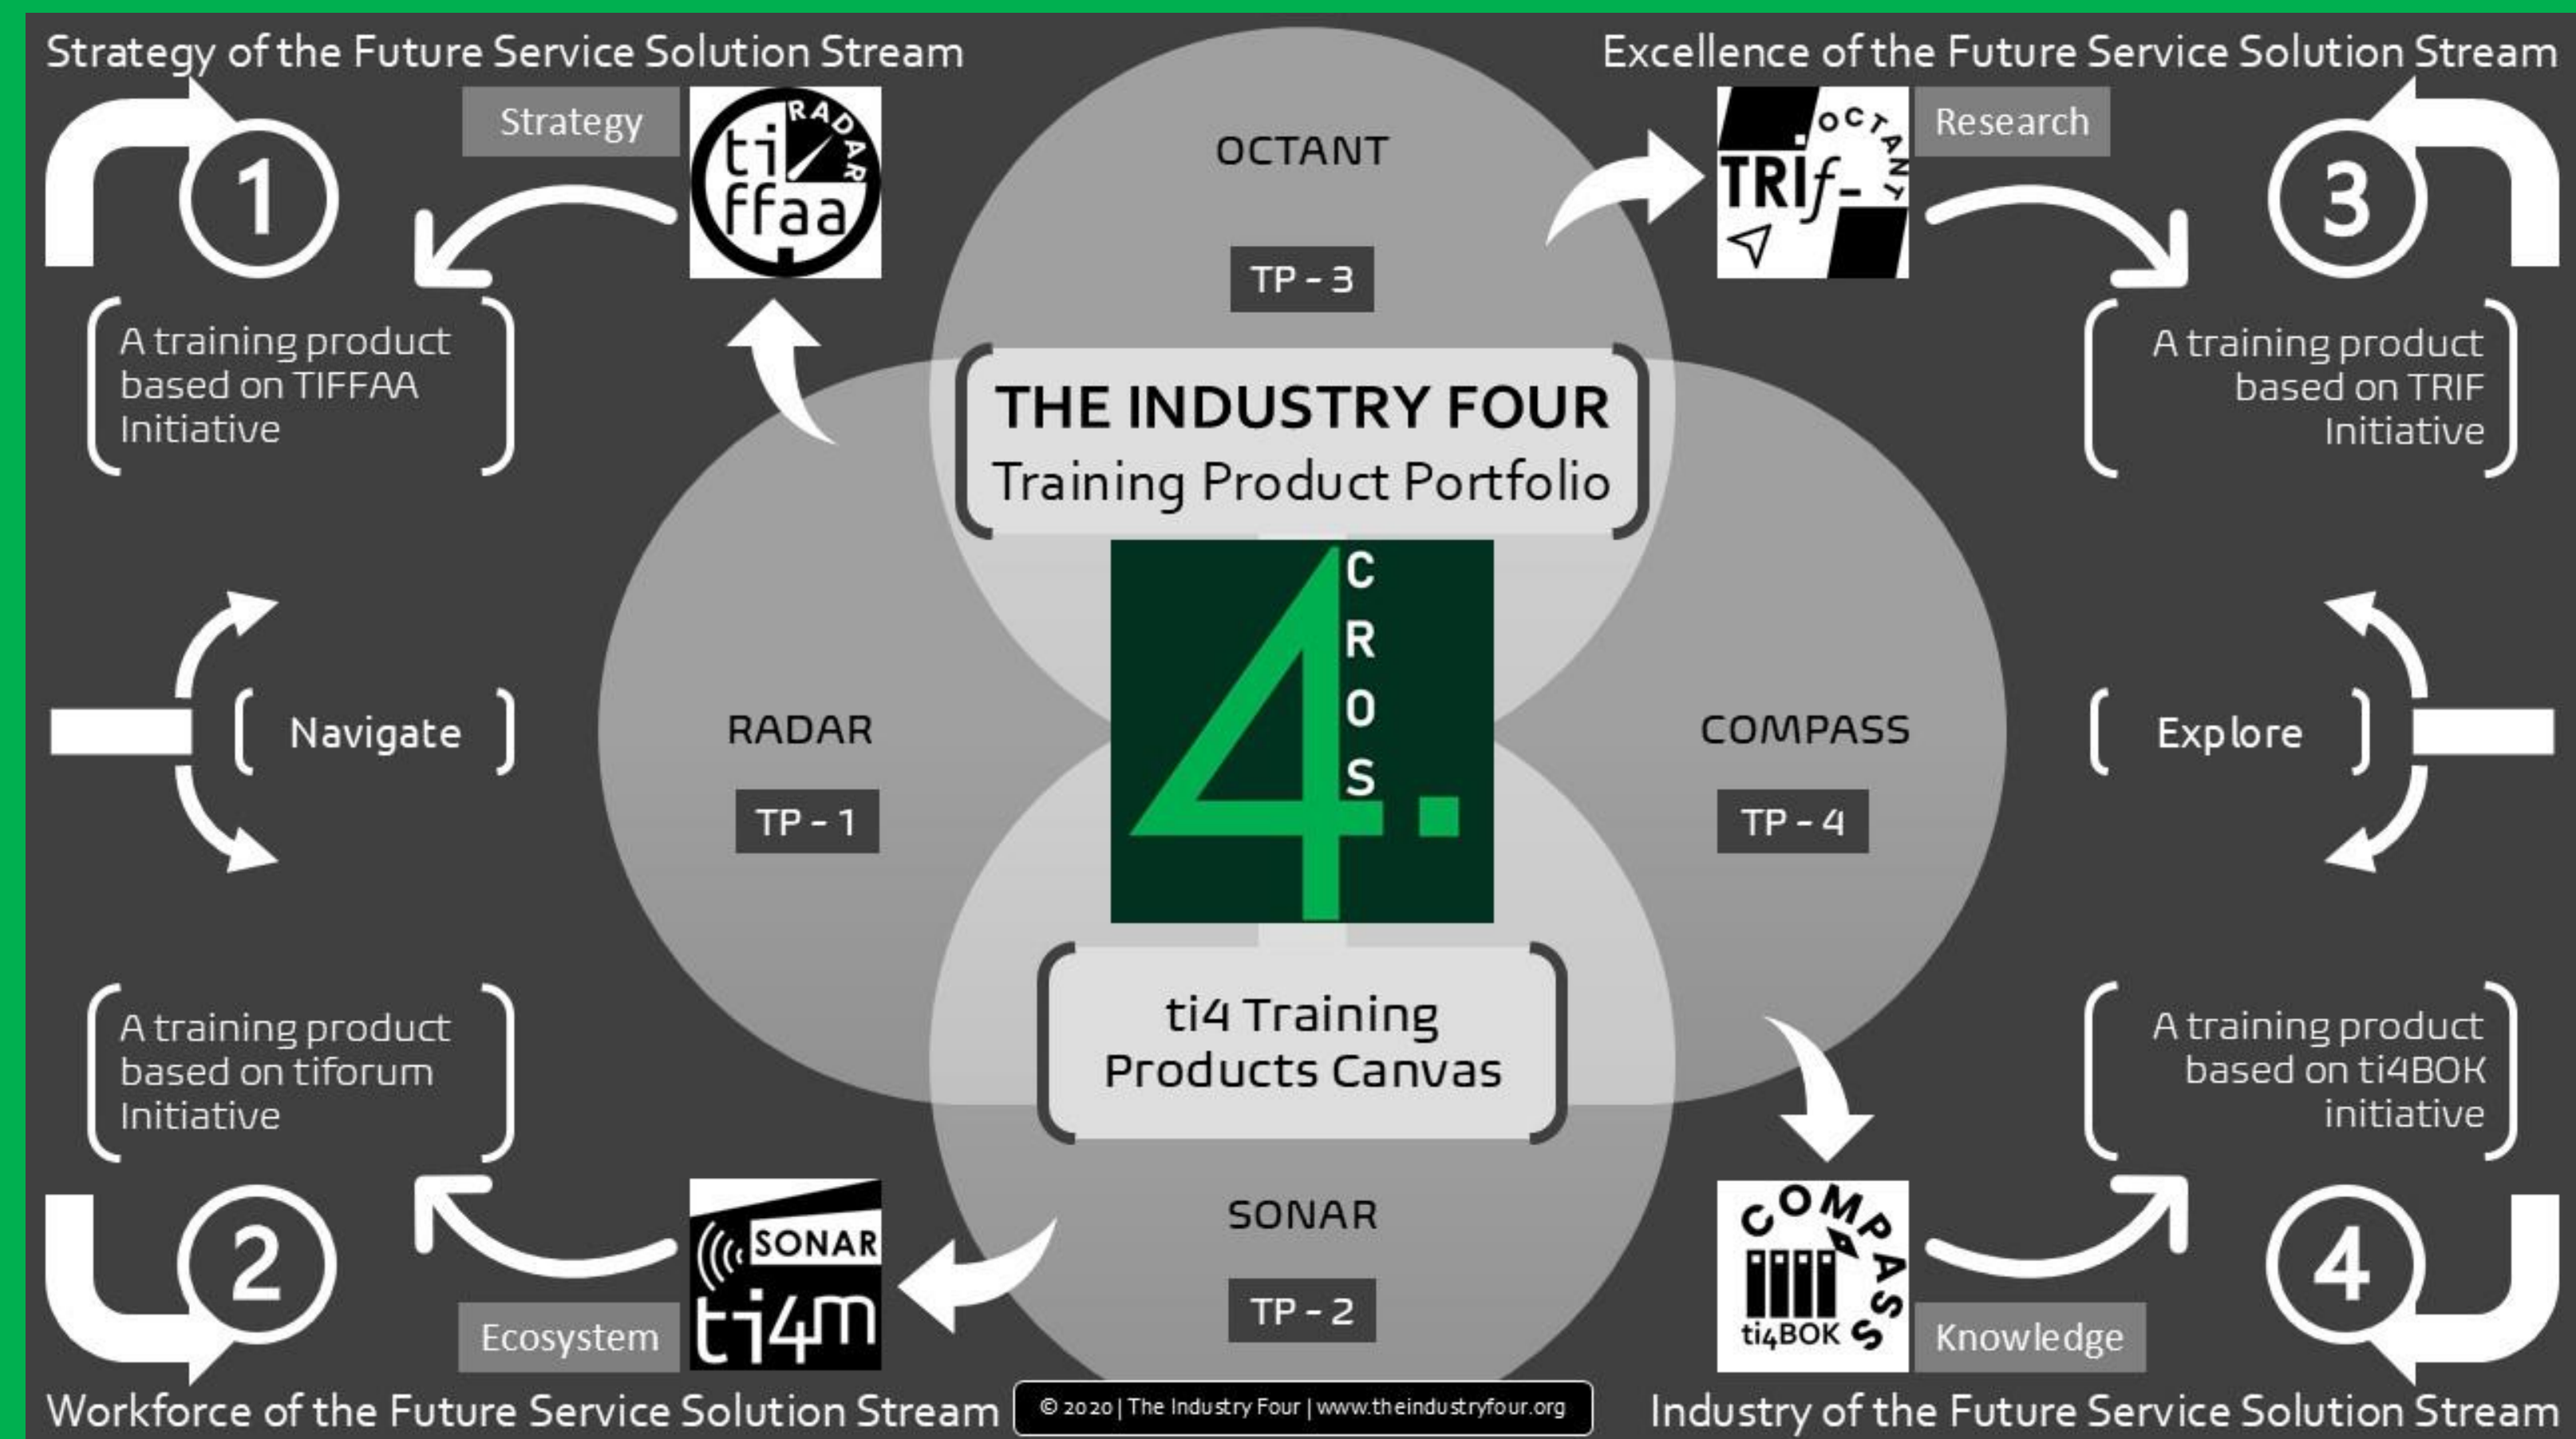 Strategy of the Future Service Solution Stream
Excellence of the Future Service Solution Stream
1
Strategy
RADAR
ti
ffaa
OCTANT
TP - 3
OCTANT
TRIf-
Research
3
A training product
based on TIFFAA
Initiative
THE INDUSTRY FOUR
Training Product Portfolio
A training product
based on TRIF
Initiative
4.
CROS
Navigate
RADAR
TP - 1
COMPASS
TP - 4
Explore
A training product
based on tiforum
Initiative
ti4 Training
Products Canvas
A training product
based on ti4BOK
initiative
2
Ecosystem
SONAR
ti4m
SONAR
TP - 2
COMPASS
ti4BOK
Knowledge
4
Workforce of the Future Service Solution Stream
© 2020 | The Industry Four | www.theindustryfour.org
Industry of the Future Service Solution Stream